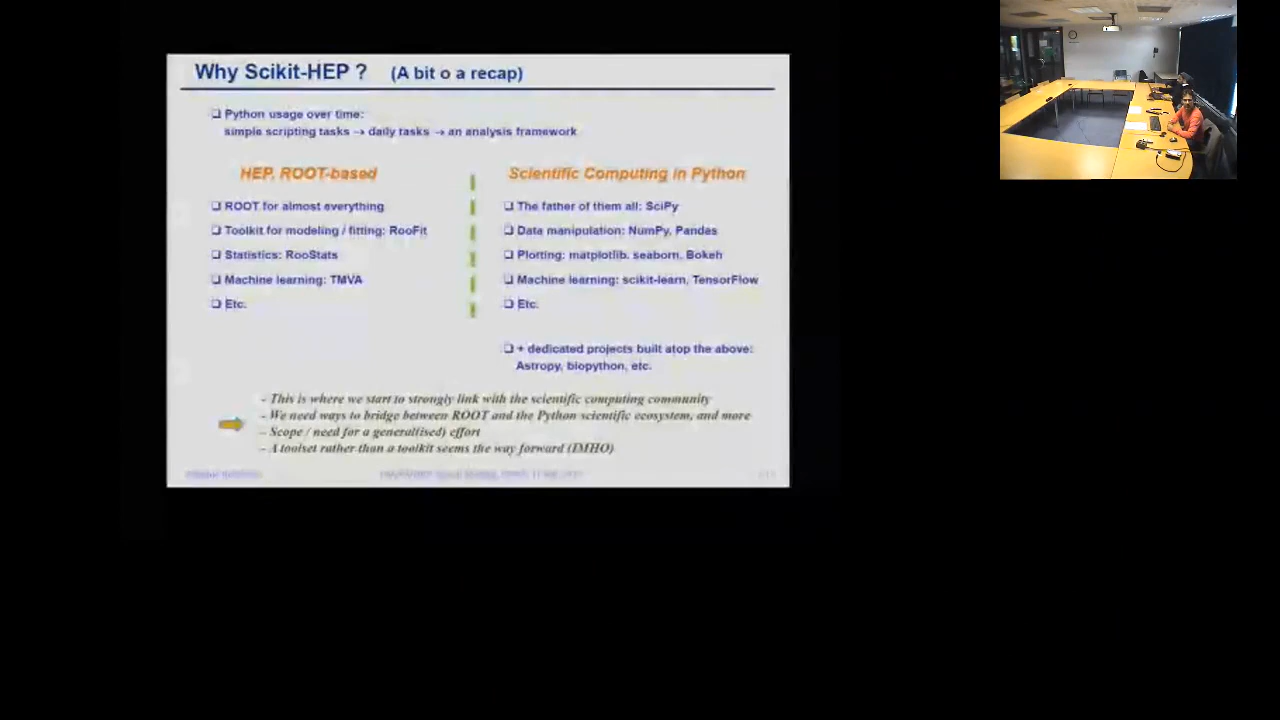 Why Scikit-HEP ? (A bit o a recap)
❑ Python usage over time:
simple scripting tasks → daily tasks → an analysis framework
HEP, ROOT-based
❑ ROOT for almost everything
❑ Toolkit for modeling / fitting: RooFit
❑ Statistics: RooStats
❑ Machine learning: TMVA
❑ Etc.
Scientific Computing in Python
❑ The father of them all: SciPy
❑ Data manipulation: NumPy, Pandas
❑ Plotting: matplotlib, seaborn, Bokeh
❑ Machine learning: scikit-learn, TensorFlow
❑ Etc.
❑ + dedicated projects built atop the above:
Astropy, biopython, etc.
- This is where we start to strongly link with the scientific computing community
- We need ways to bridge between ROOT and the Python scientific ecosystem, and more
- Scope / need for a general(ised) effort
- A toolset rather than a toolkit seems the way forward (IMHO)